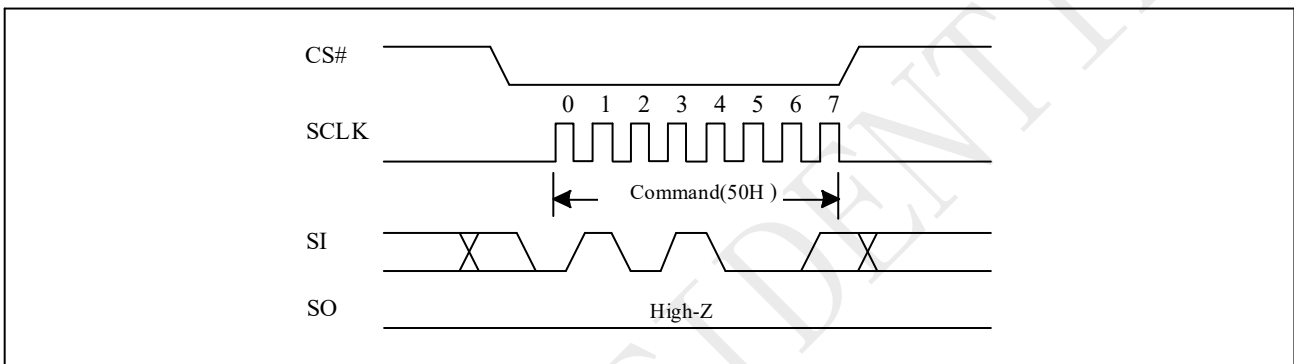 CS#
0 1 2 3 4 5 6 7
SCLK
Command(50H )
SI
SO
High-Z